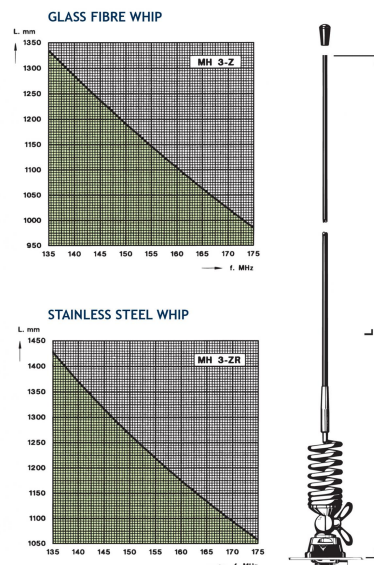 GLASS FIBRE WHIP
L. mm
1350
MH 3-Z
1300
1250
1200
1150
1100
1050
1000
950
135 140 145 150 155 160 165 170 175
f. MHz
L
STAINLESS STEEL WHIP
L. mm
1450
MH 3-ZR
1400
1350
1300
1250
1200
1150
1100
1050
135 140 145 150 155 160 165 170 175
f. MHz